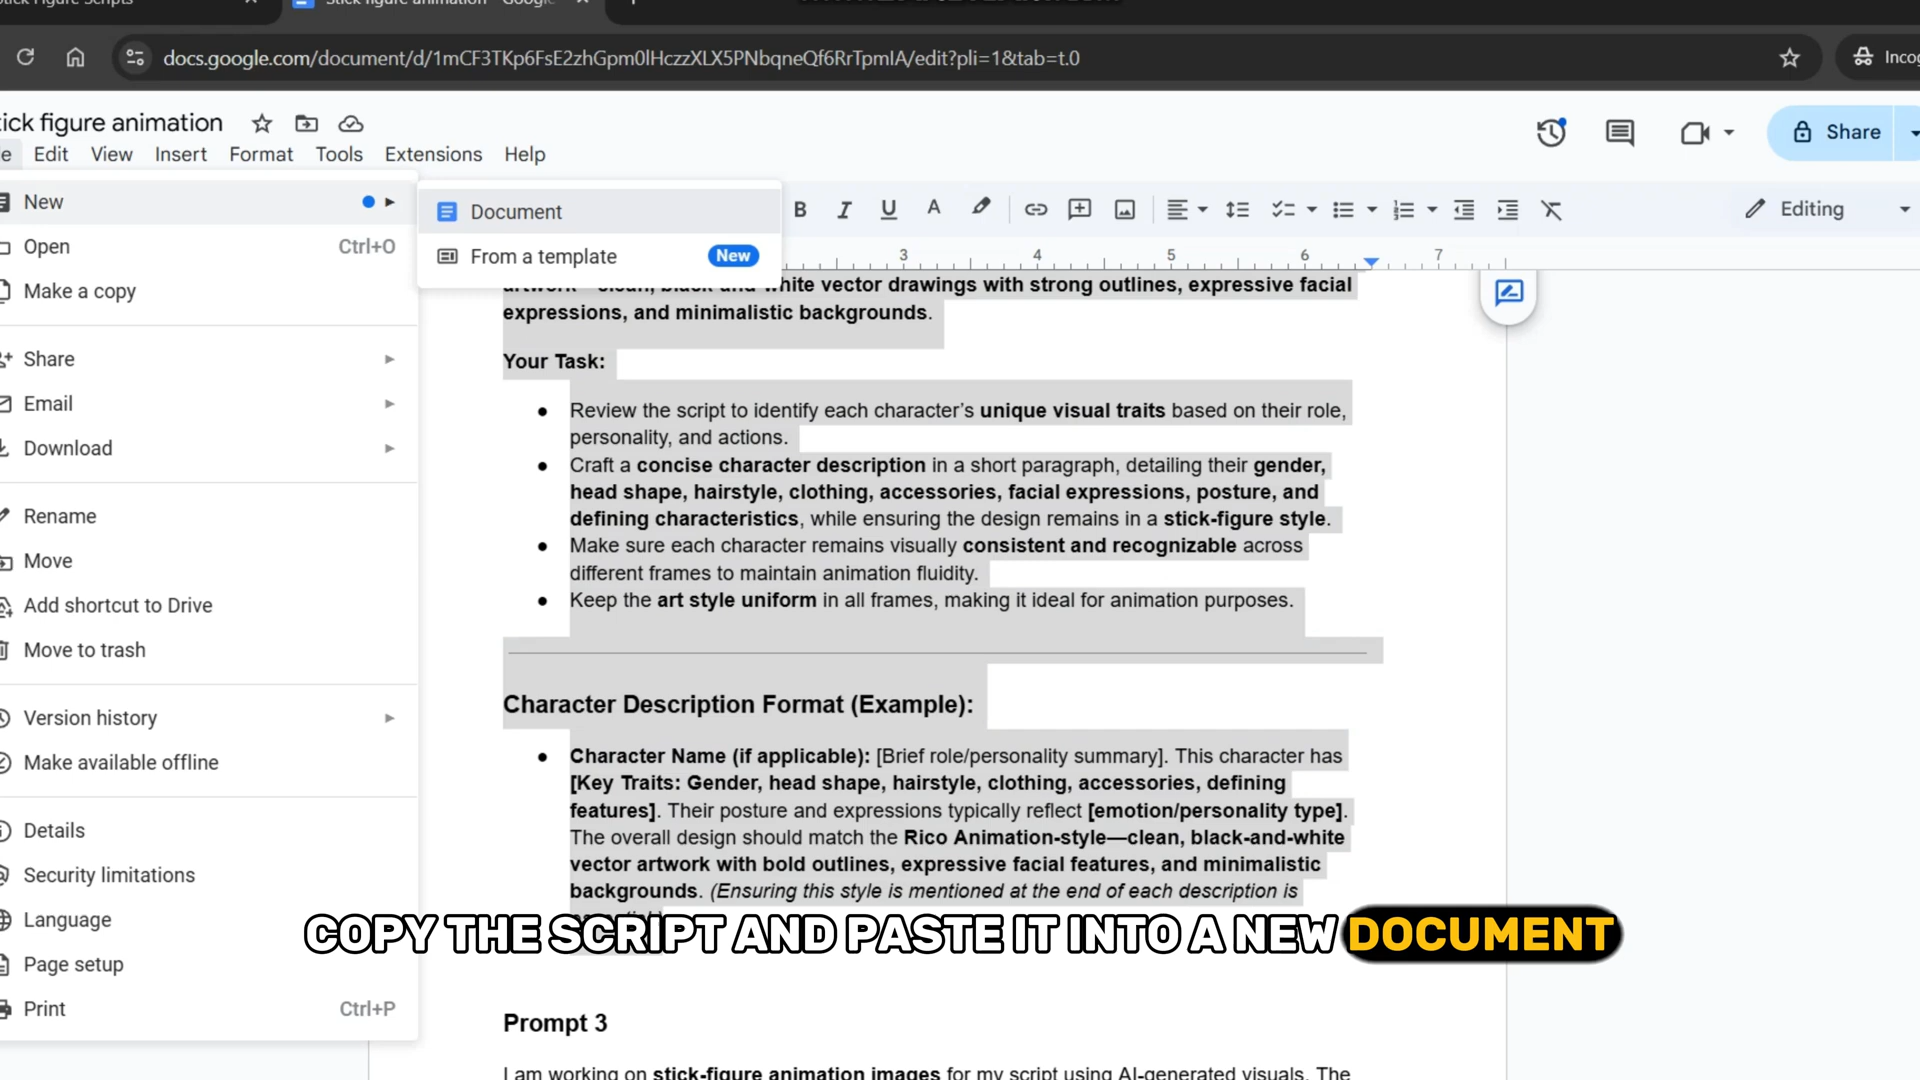 docs.google.com/document/d/1mCF3TKp6FsE2zhGpm0lHczzXLX5PNbqneQf6RrTpmIA/edit?pli=1&tab=t.0
Incog
tick figure animation
Share
le Edit View Insert Format Tools Extensions Help
New
Document
Editing
Open Ctrl+O
From a template New
3 4 5 6 7
Make a copy
artwork—clean, black-and-white vector drawings with strong outlines, expressive facial
expressions, and minimalistic backgrounds.
Share
Your Task:
Email
● Review the script to identify each character’s unique visual traits based on their role,
personality, and actions.
Download
● Craft a concise character description in a short paragraph, detailing their gender,
head shape, hairstyle, clothing, accessories, facial expressions, posture, and
defining characteristics, while ensuring the design remains in a stick-figure style.
Rename
● Make sure each character remains visually consistent and recognizable across
different frames to maintain animation fluidity.
Move
● Keep the art style uniform in all frames, making it ideal for animation purposes.
Add shortcut to Drive
Move to trash
Character Description Format (Example):
Version history
● Character Name (if applicable): [Brief role/personality summary]. This character has
[Key Traits: Gender, head shape, hairstyle, clothing, accessories, defining
features]. Their posture and expressions typically reflect [emotion/personality type].
The overall design should match the Rico Animation-style—clean, black-and-white
vector artwork with bold outlines, expressive facial features, and minimalistic
backgrounds. (Ensuring this style is mentioned at the end of each description is
Make available offline
Details
Security limitations
Language
COPY THE SCRIPT AND PASTE IT INTO A NEW DOCUMENT
Page setup
Print Ctrl+P
Prompt 3
I am working on stick-figure animation images for my script using AI-generated visuals. The